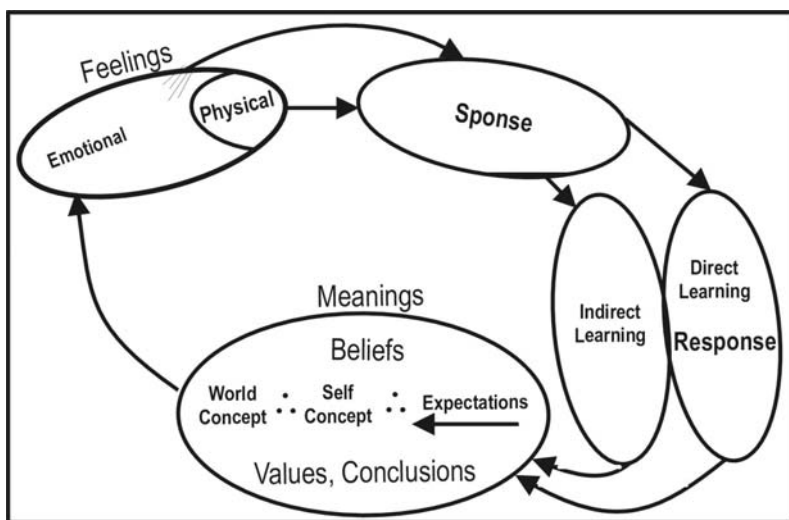 Feelings
Emotional
Physical
Sponse
Indirect
Learning
Direct
Learning
Response
Meanings
Beliefs
World
Concept
∴
Self
Concept
∴
Expectations
Values, Conclusions